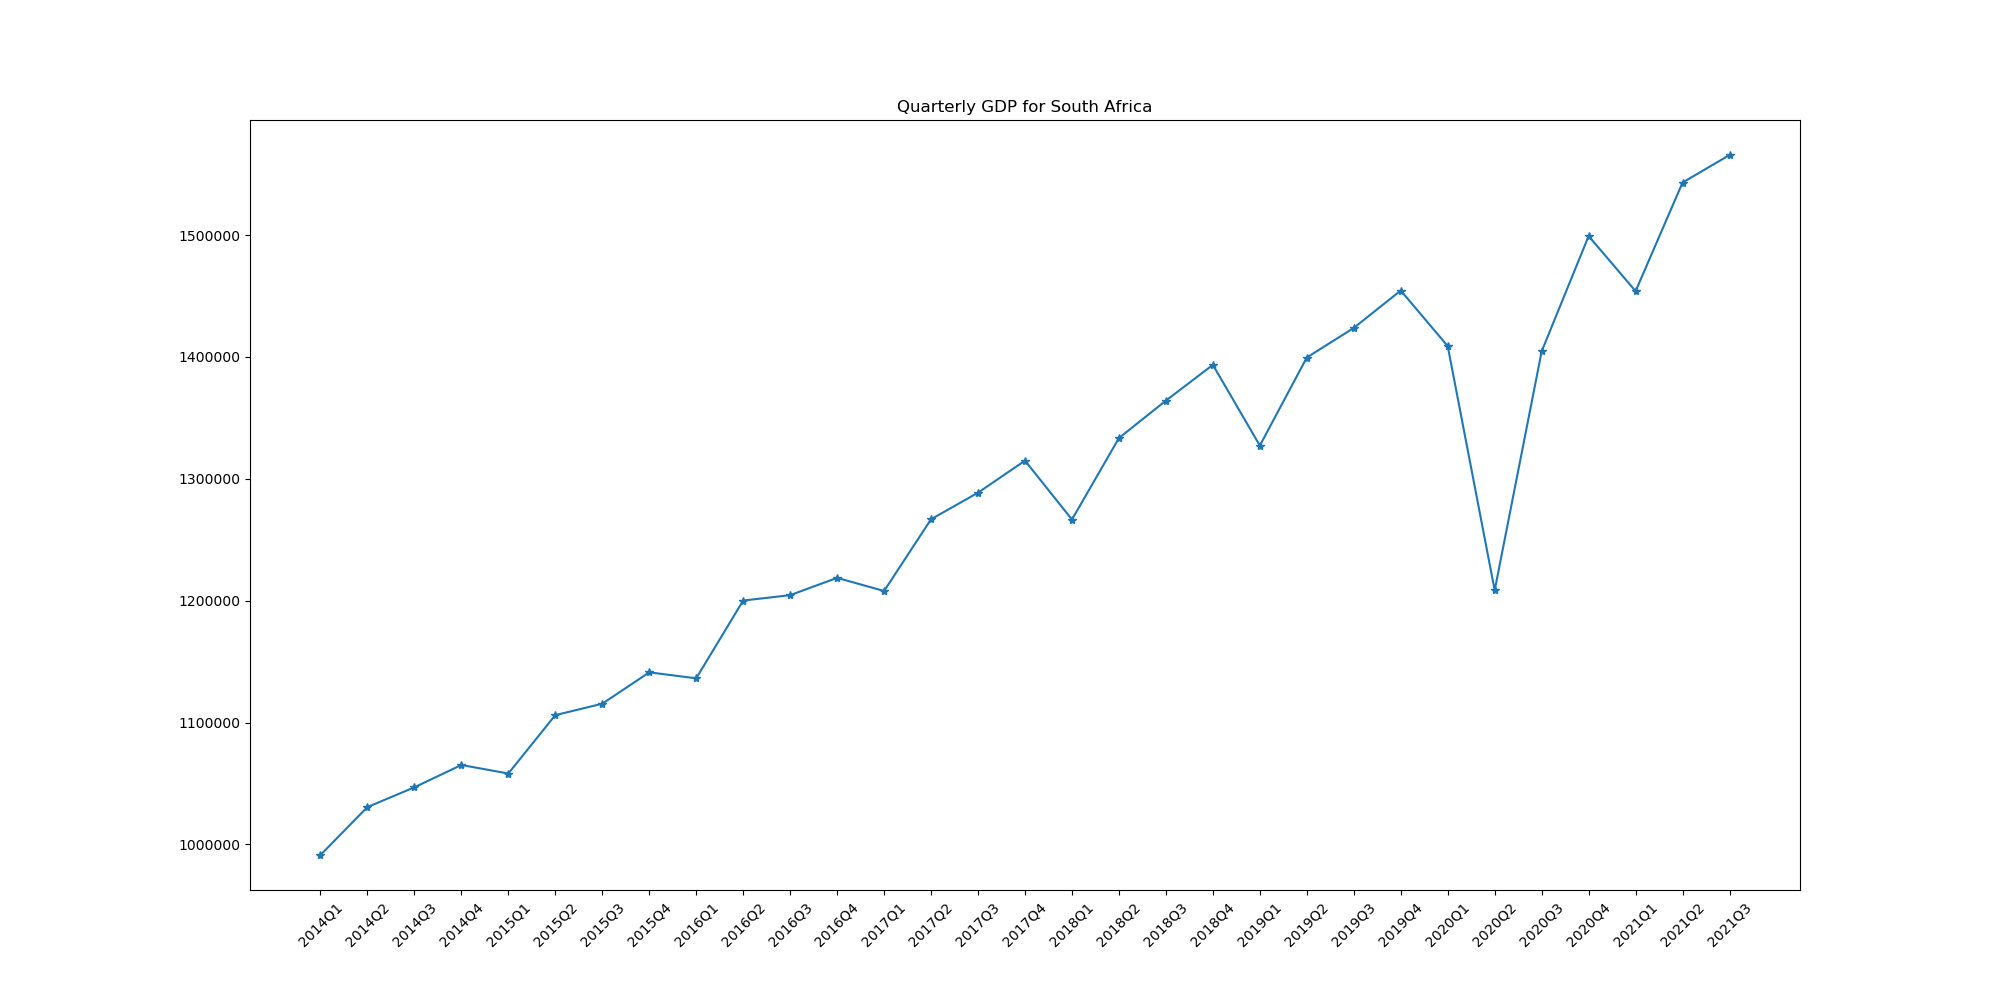 Quarterly GDP for South Africa
1500000
1400000
1300000
1200000
1100000
1000000
2014Q1
2014Q2
2014Q3
2014Q4
2015Q1
2015Q2
2015Q3
2015Q4
2016Q1
2016Q2
2016Q3
2016Q4
2017Q1
2017Q2
2017Q3
2017Q4
2018Q1
2018Q2
2018Q3
2018Q4
2019Q1
2019Q2
2019Q3
2019Q4
2020Q1
2020Q2
2020Q3
2020Q4
2021Q1
2021Q2
2021Q3